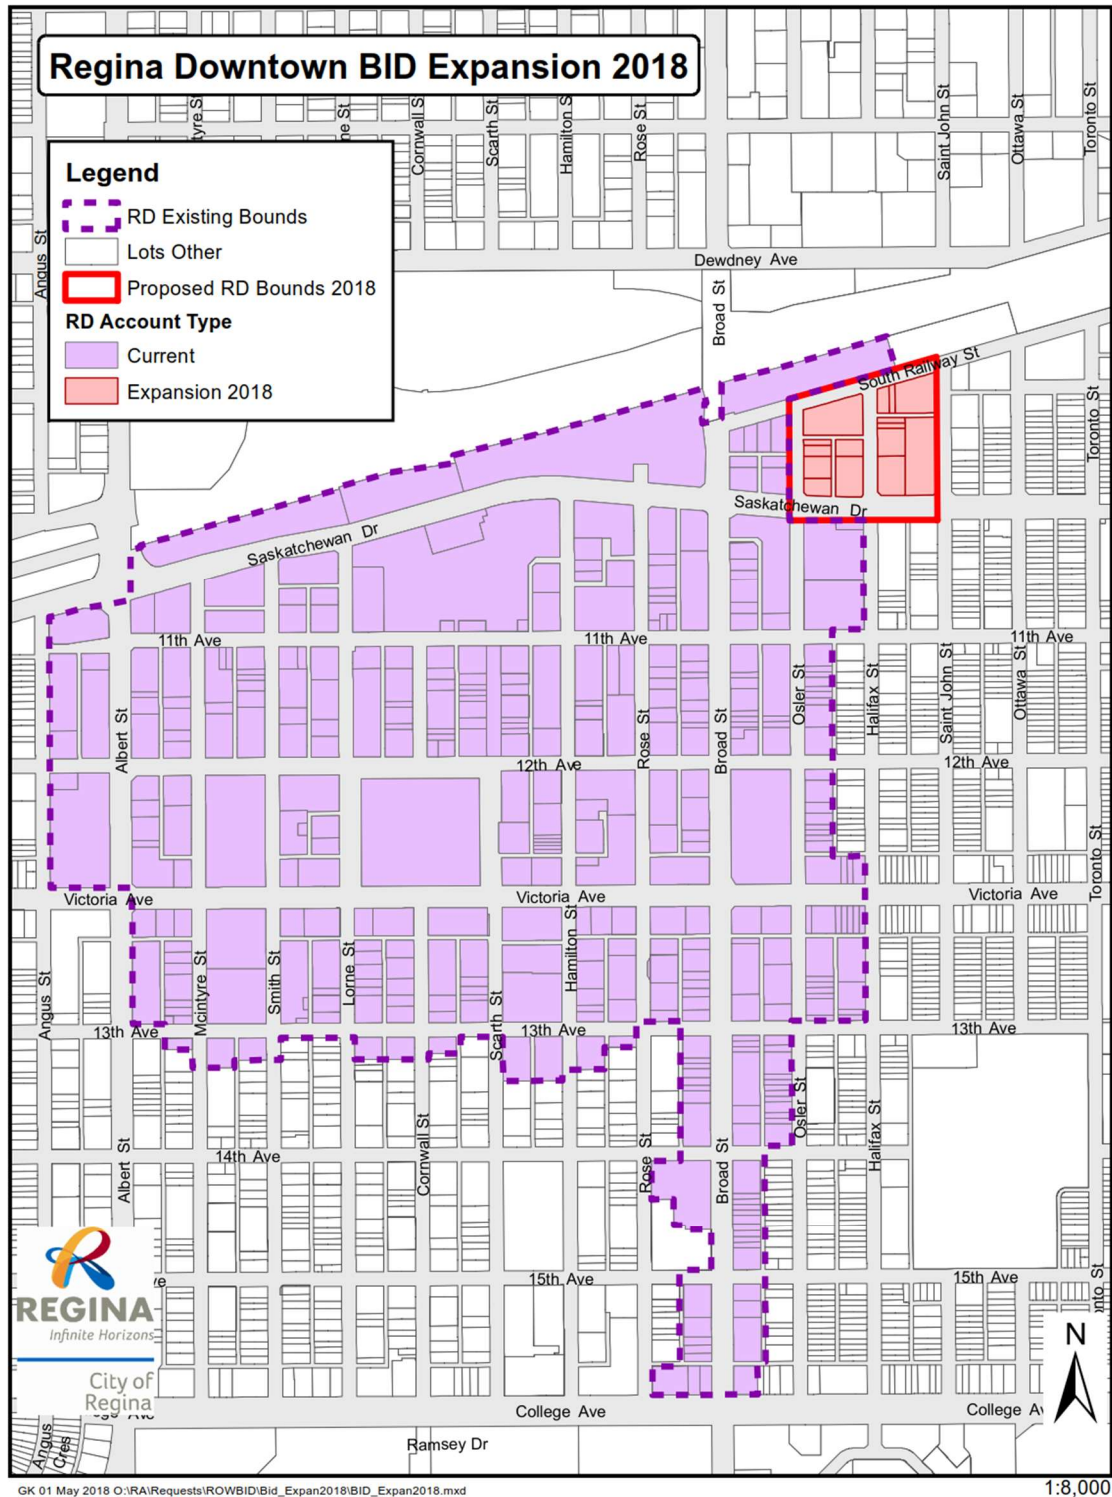 Regina Downtown BID Expansion 2018
Cornwall S
Scarth St
Hamilton S
Rose St
Saint John St
Ottawa St
Toronto St
Legend
RD Existing Bounds
Lots Other
Proposed RD Bounds 2018
RD Account Type
Current
Expansion 2018
Angus St
Dewdney Ave
Broad St
South Railway St
Toronto St
Saskatchewan Dr
Saskatchewan Dr
11th Ave
11th Ave
11th Ave
Albert St
Rose St
Broad St
Osler St
Halifax St
Saint John St
Ottawa St
12th Ave
12th Ave
Toronto St
Victoria Ave
Victoria Ave
Victoria Ave
Angus St
Mcintyre St
Smith St
Lorne St
Scarth St
Hamilton St
13th Ave
13th Ave
13th Ave
Albert St
Cornwall St
Rose St
Broad St
Osler St
Halifax St
14th Ave
15th Ave
15th Ave
REGINA
Infinite Horizons
City of
Regina
N
College Ave
College Av
Angus
Cres
Ramsey Dr
GK 01 May 2018 O:\RA\Requests\ROWBID\Bid_Expan2018\BID_Expan2018.mxd
1:8,000